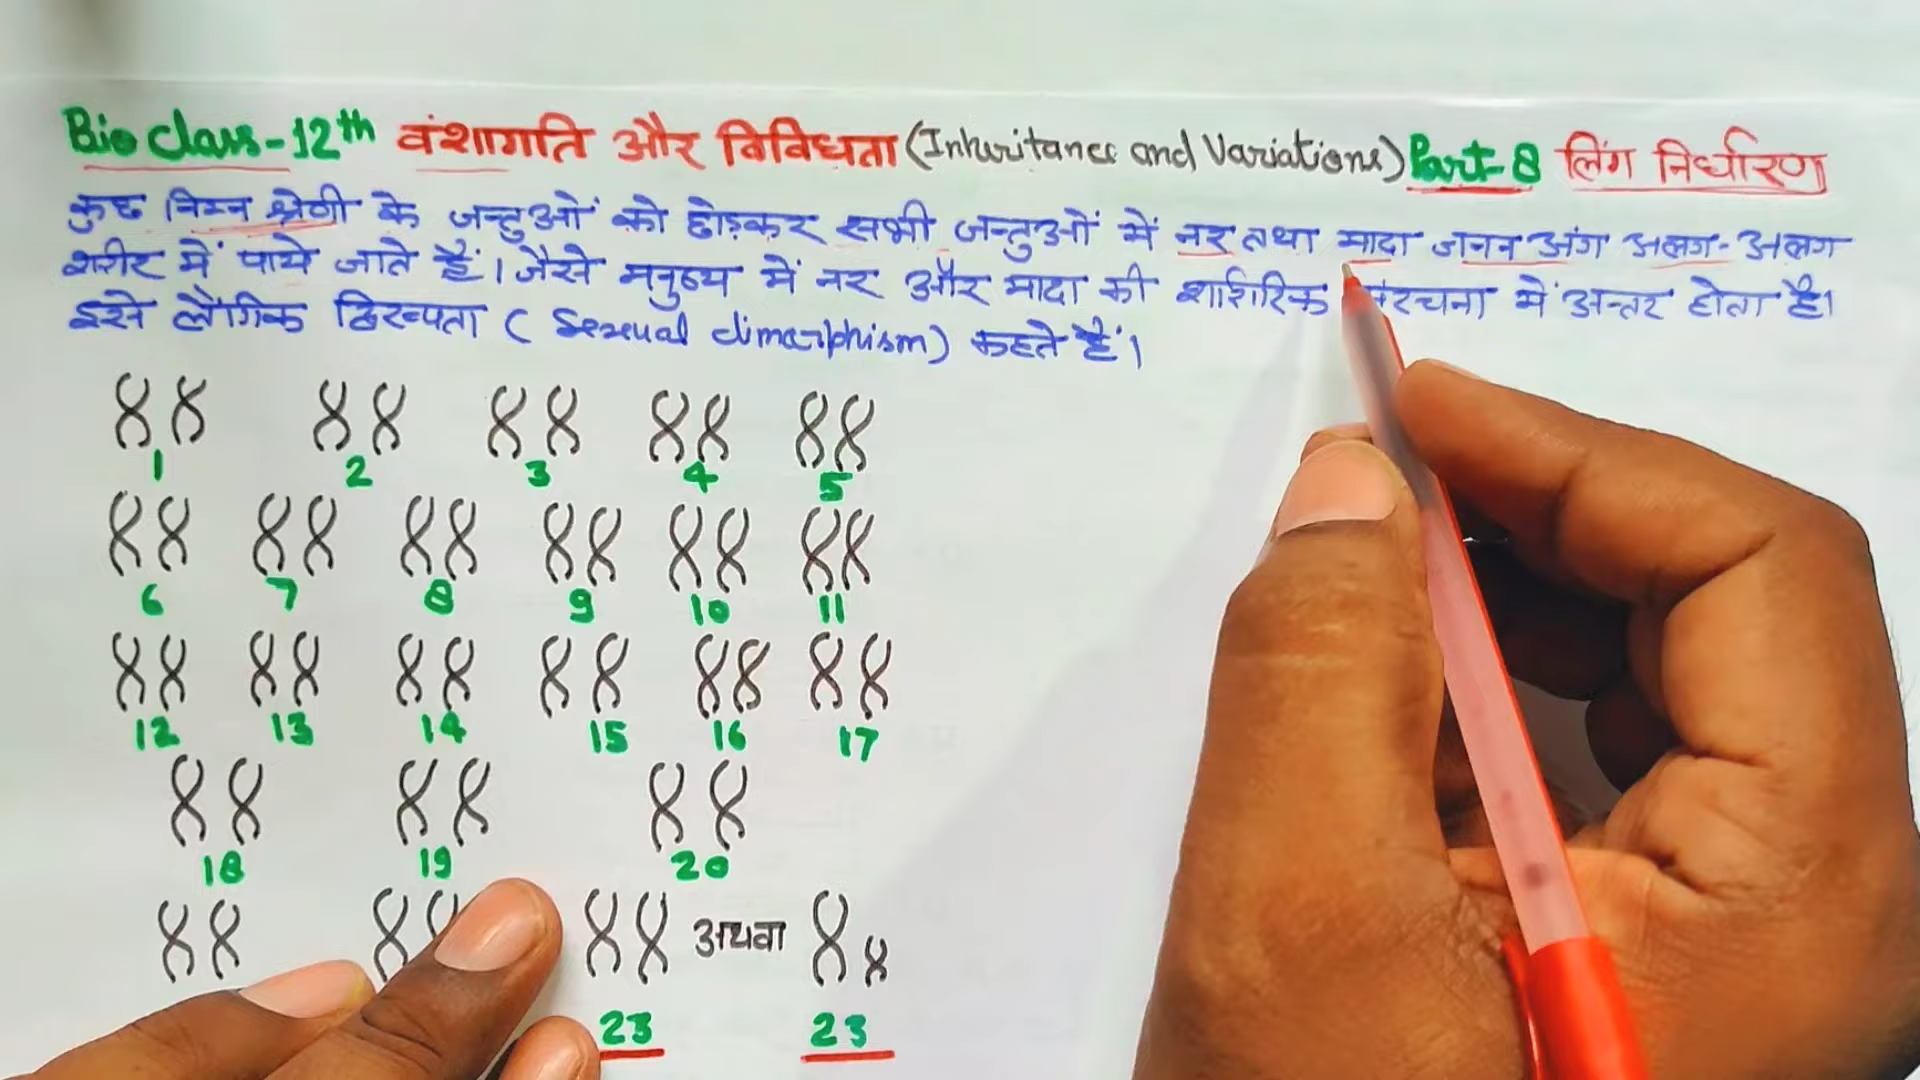 Bio Class-12th वंशागति और विविधता (Inheritance and Variations) Part-8 लिंग निर्धारण
कुछ निम्न श्रेणी के जन्तुओं को छोड़कर सभी जन्तुओं में नर तथा मादा जनन अंग अलग-अलग
शरीर में पाये जाते हैं। जैसे मनुष्य में नर और मादा की शारिरिक संरचना में अन्तर होता है।
इसे लैंगिक द्विरूपता (Sexual dimorphism) कहते हैं।
1 2 3 4 5
6 7 8 9 10 11
12 13 14 15 16 17
18 19 20
अथवा
23 23